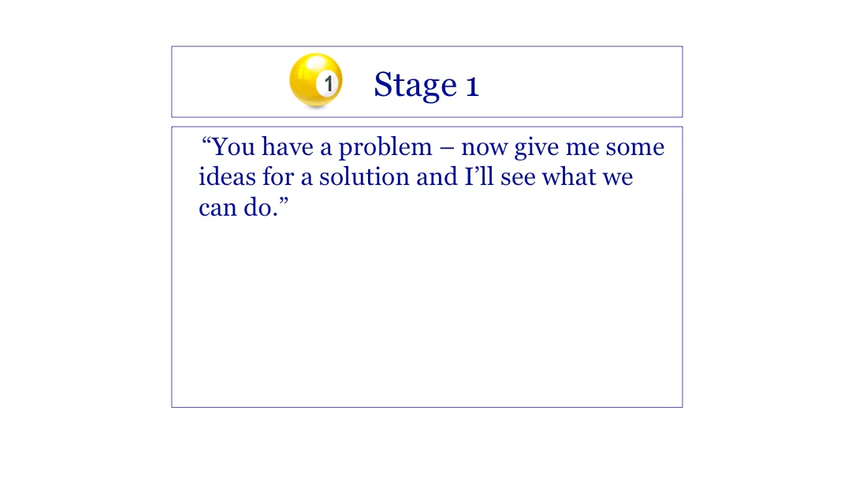 1
Stage 1
“You have a problem – now give me some
ideas for a solution and I’ll see what we
can do.”